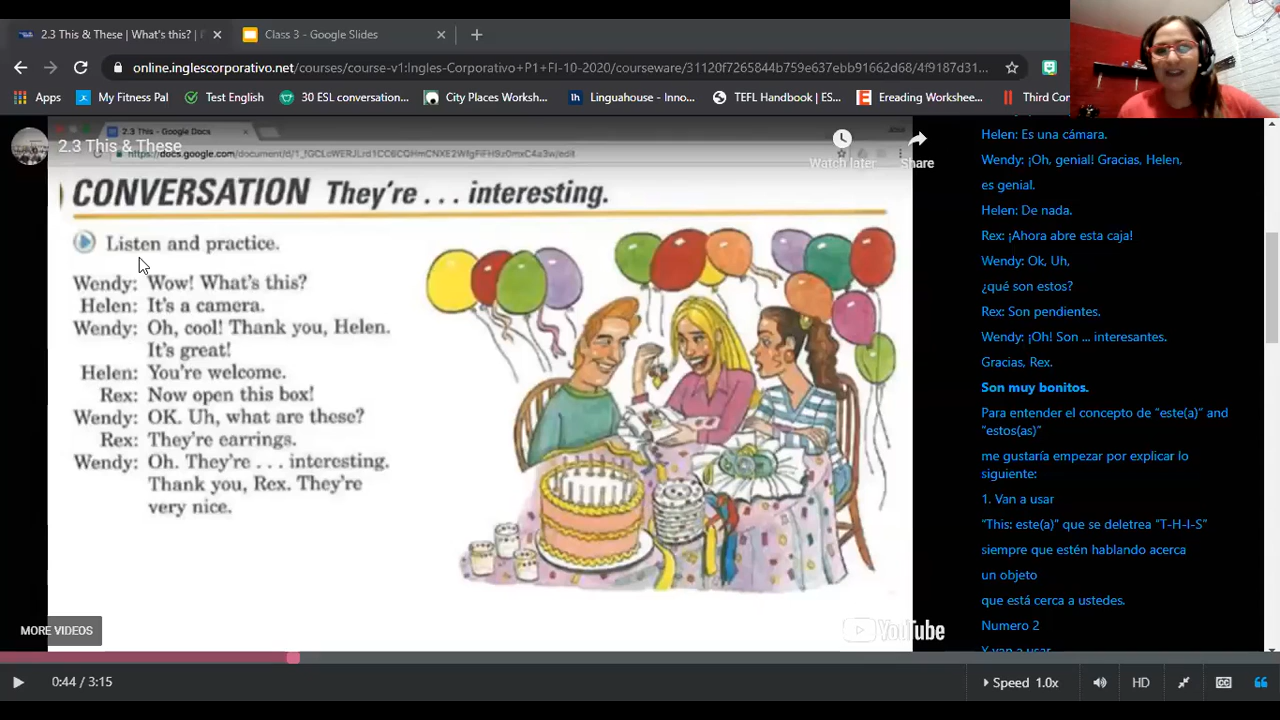 2.3 This & These | What's this? |
Class 3 - Google Slides
online.inglescorporativo.net/courses/course-v1:Ingles-Corporativo+P1+FI-10-2020/courseware/31120f7265844b759e637ebb91662d68/4f9187d31...
Apps
My Fitness Pal
Test English
30 ESL conversation...
City Places Worksh...
Linguahouse - Inno...
TEFL Handbook | ES...
Ereading Workshee...
Third Con
2.3 This - Google Docs
2.3 This & These
Watch later
Share
CONVERSATION They're . . . interesting.
Listen and practice.
Wendy: Wow! What's this?
Helen: It's a camera.
Wendy: Oh, cool! Thank you, Helen.
It's great!
Helen: You're welcome.
Rex: Now open this box!
Wendy: OK. Uh, what are these?
Rex: They're earrings.
Wendy: Oh. They're . . . interesting.
Thank you, Rex. They're
very nice.
MORE VIDEOS
YouTube
0:44 / 3:15
Speed 1.0x
HD
Helen: Es una cámara.
Wendy: ¡Oh, genial! Gracias, Helen,
es genial.
Helen: De nada.
Rex: ¡Ahora abre esta caja!
Wendy: Ok, Uh,
¿qué son estos?
Rex: Son pendientes.
Wendy: ¡Oh! Son ... interesantes.
Gracias, Rex.
Son muy bonitos.
Para entender el concepto de “este(a)” and
“estos(as)”
me gustaría empezar por explicar lo
siguiente:
1. Van a usar
“This: este(a)” que se deletrea “T-H-I-S”
siempre que estén hablando acerca
un objeto
que está cerca a ustedes.
Numero 2
Y van a usar